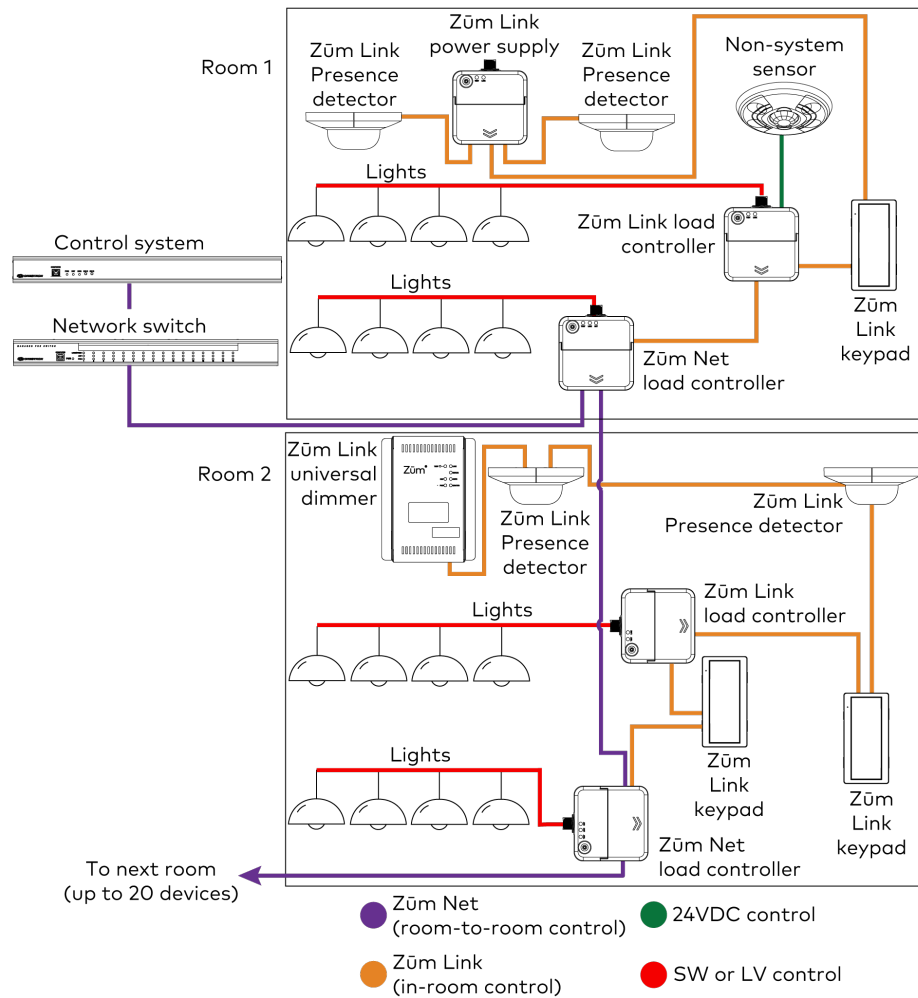 Room 1
Zūm Link
Presence
detector
Zūm Link
power supply
Zūm Link
Presence
detector
Non-system
sensor
Lights
Zūm Link load
controller
Control system
Lights
Network switch
Zūm Net
load controller
Zūm
Link
keypad
Room 2
Zūm Link
universal
dimmer
Zūm
Zūm Link
Presence
detector
Zūm Link
Presence detector
Lights
Zūm Link
load controller
Lights
Zūm
Link
keypad
Zūm
Link
keypad
Zūm Net
load controller
To next room
(up to 20 devices)
Zūm Net
(room-to-room control)
24VDC control
Zūm Link
(in-room control)
SW or LV control